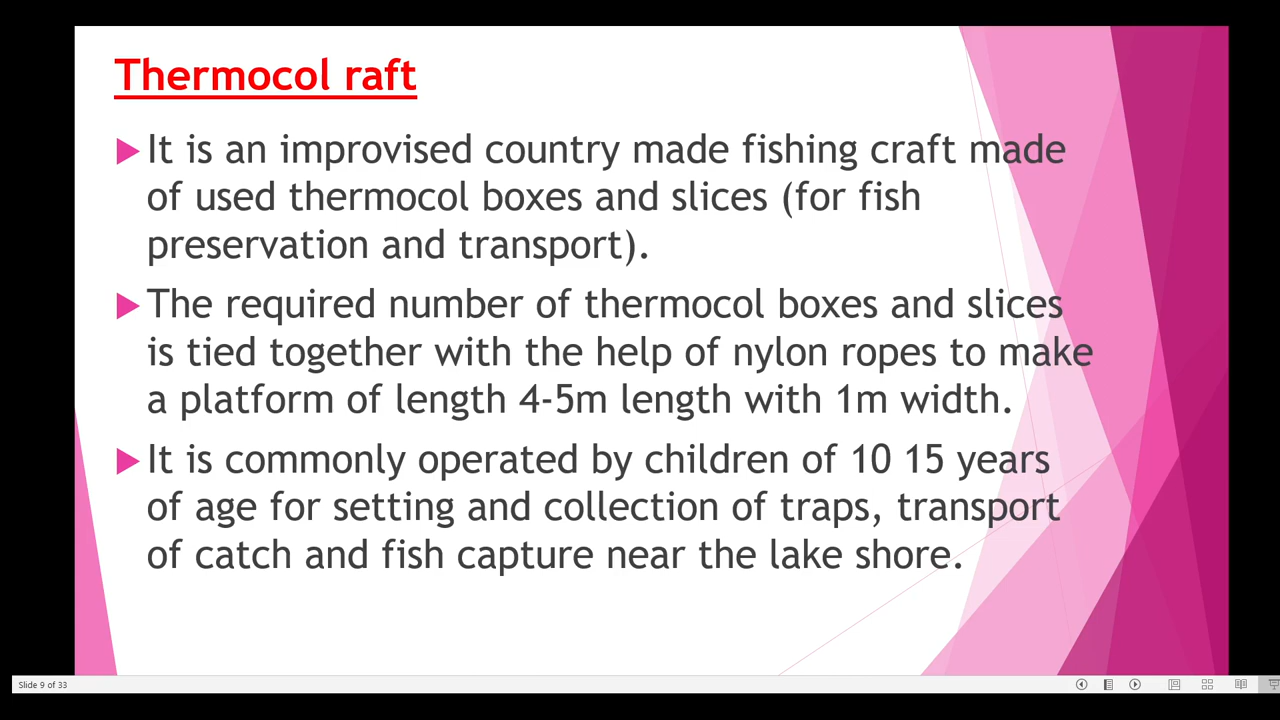 Thermocol raft
It is an improvised country made fishing craft made
of used thermocol boxes and slices (for fish
preservation and transport).
The required number of thermocol boxes and slices
is tied together with the help of nylon ropes to make
a platform of length 4-5m length with 1m width.
It is commonly operated by children of 10 15 years
of age for setting and collection of traps, transport
of catch and fish capture near the lake shore.
Slide 9 of 33